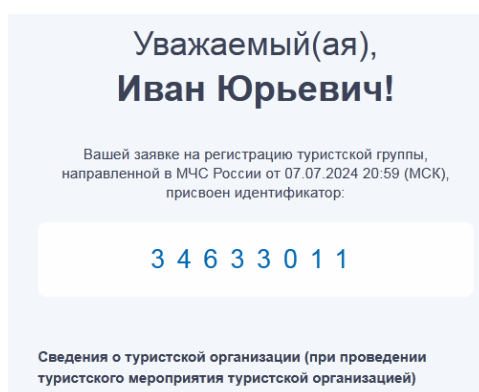 Уважаемый(ая),
Иван Юрьевич!
Вашей заявке на регистрацию туристской группы,
направленной в МЧС России от 07.07.2024 20:59 (МСК),
присвоен идентификатор:
3 4 6 3 3 0 1 1
Сведения о туристской организации (при проведении
туристского мероприятия туристской организацией)